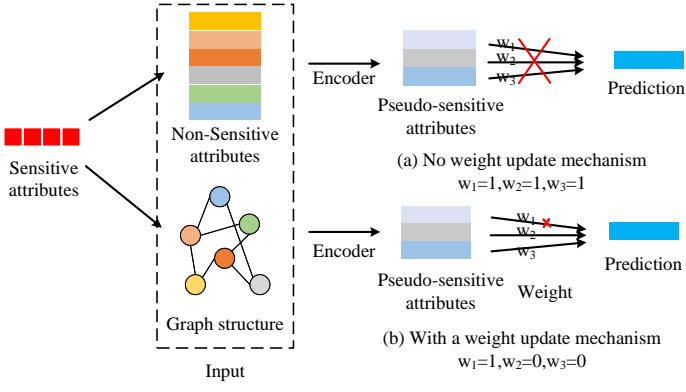 Sensitive
attributes
Non-Sensitive
attributes
Graph structure
Input
Encoder
Pseudo-sensitive
attributes
w₁
w₂
w₃
Prediction
(a) No weight update mechanism
w₁=1,w₂=1,w₃=1
Encoder
Pseudo-sensitive
attributes
w₁
w₂
w₃
Weight
Prediction
(b) With a weight update mechanism
w₁=1,w₂=0,w₃=0